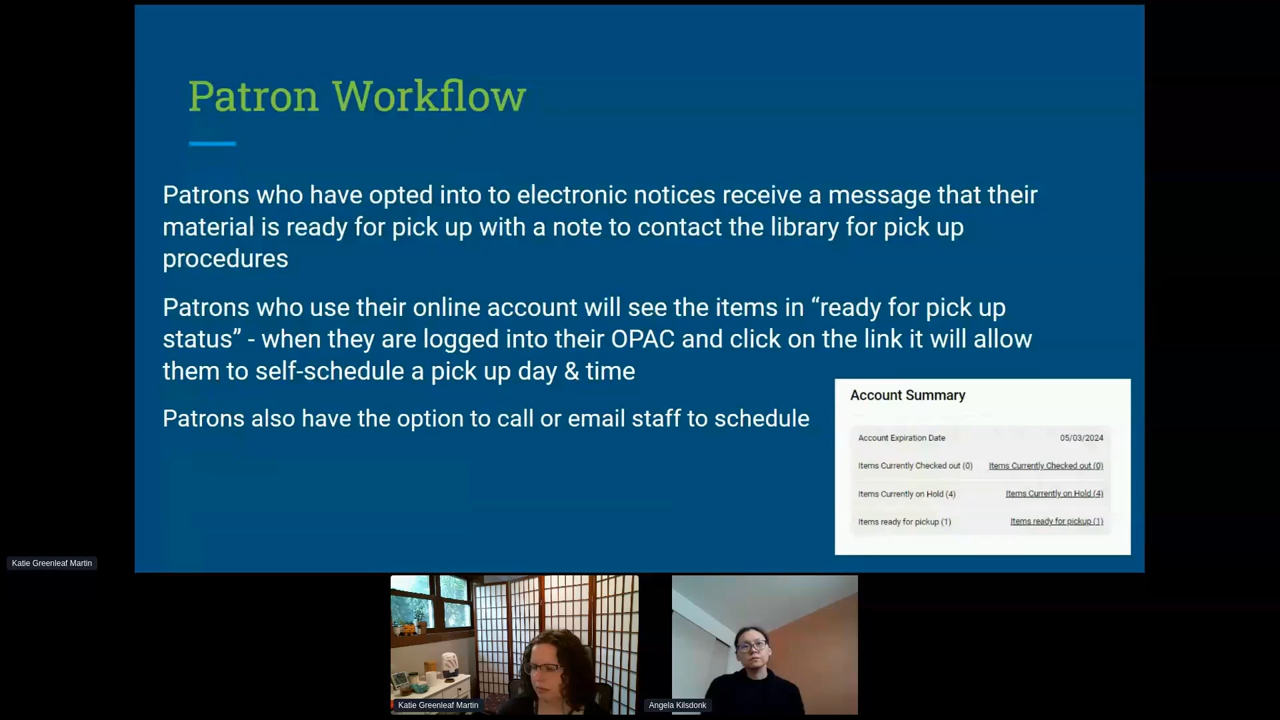 Patron Workflow
Patrons who have opted into to electronic notices receive a message that their
material is ready for pick up with a note to contact the library for pick up
procedures
Patrons who use their online account will see the items in “ready for pick up
status” - when they are logged into their OPAC and click on the link it will allow
them to self-schedule a pick up day & time
Patrons also have the option to call or email staff to schedule
Account Summary
Account Expiration Date 05/03/2024
Items Currently Checked out (0) Items Currently Checked out (0)
Items Currently on Hold (4) Items Currently on Hold (4)
Items ready for pickup (1) Items ready for pickup (1)
Katie Greenleaf Martin
Katie Greenleaf Martin
Angela Kilsdonk